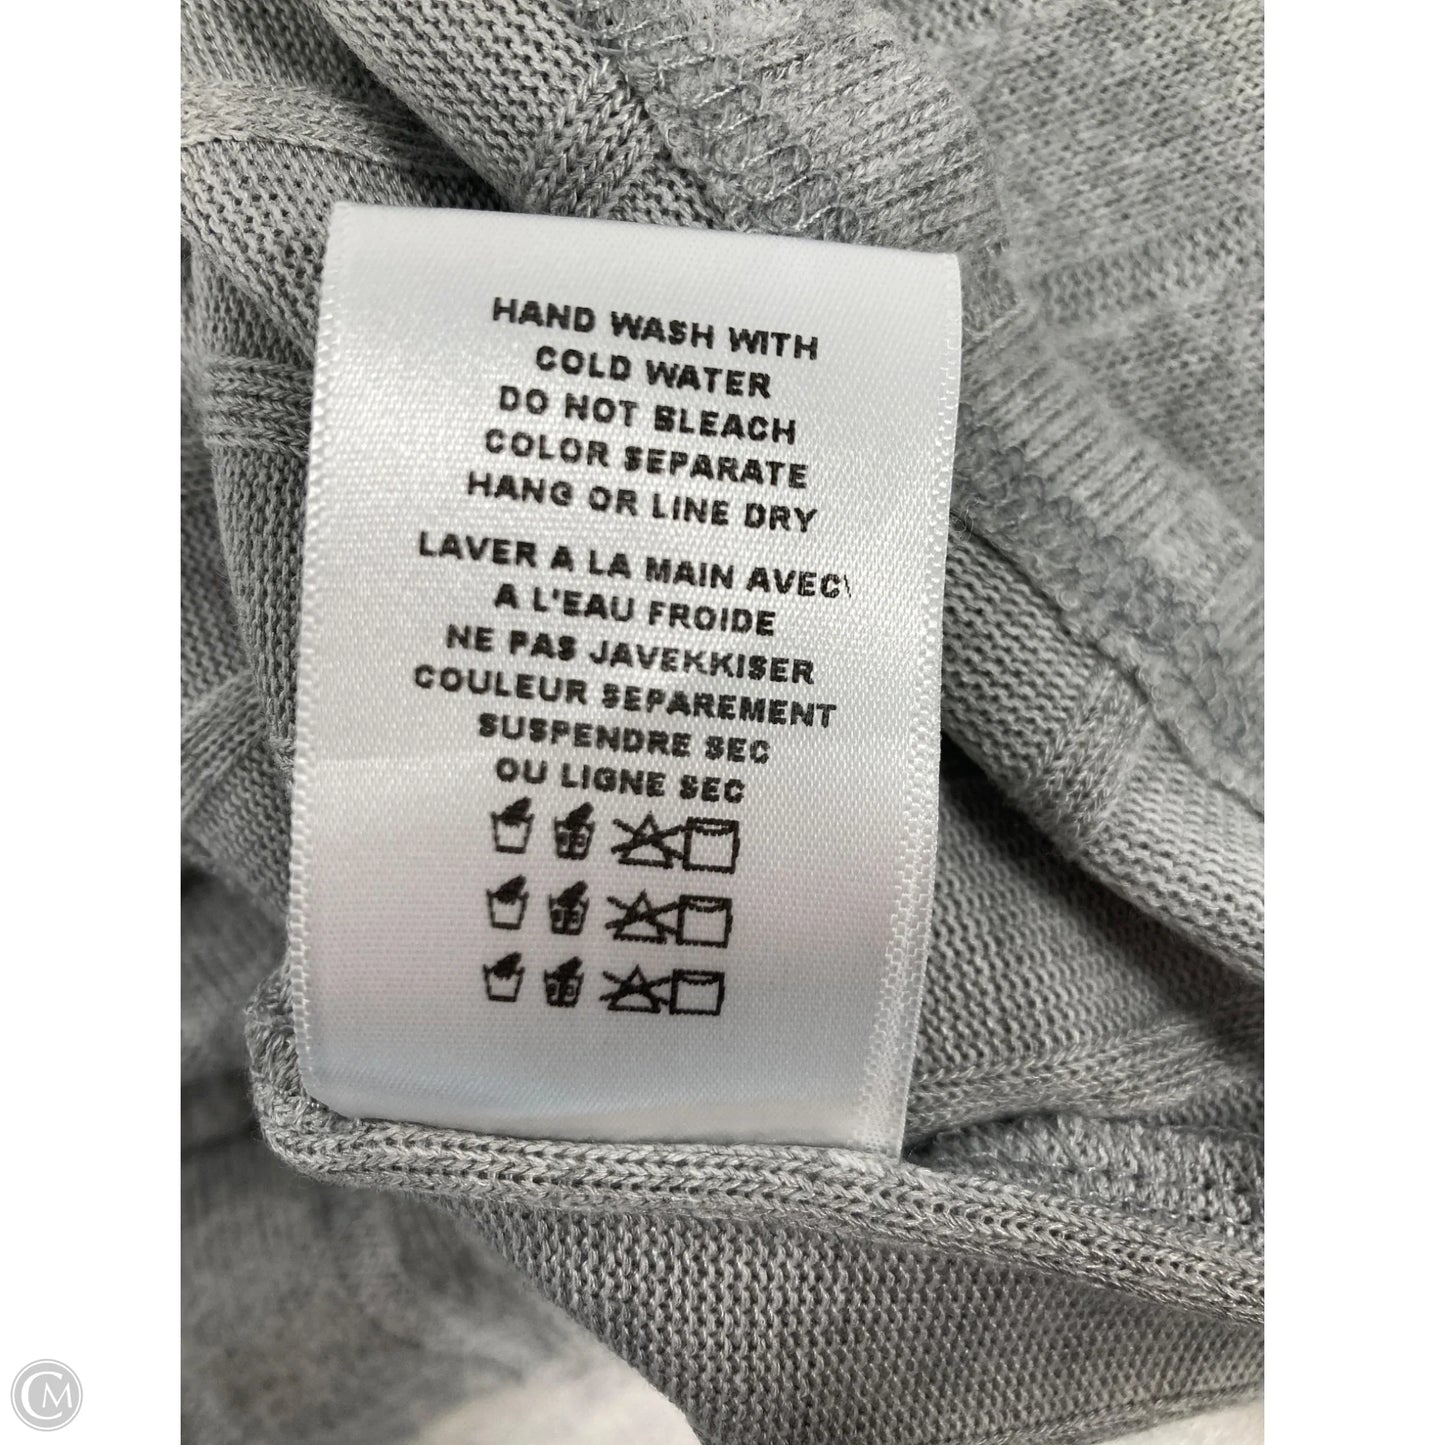 HAND WASH WITH
COLD WATER
DO NOT BLEACH
COLOR SEPARATE
HANG OR LINE DRY
LAVER A LA MAIN AVEC\
A L'EAU FROIDE
NE PAS JAVEKKISER
COULEUR SEPAREMENT
SUSPENDRE SEC
OU LIGNE SEC
CM